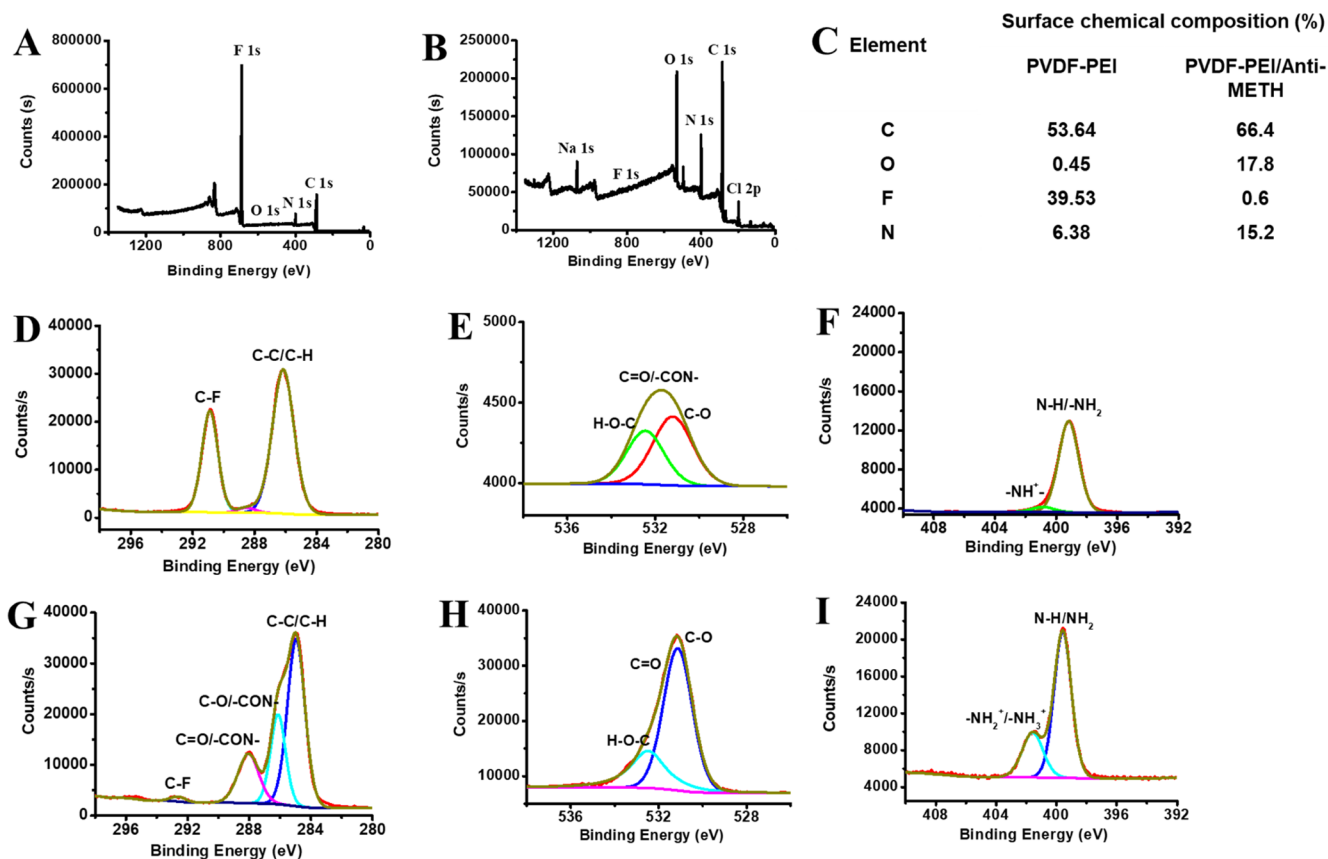 A
800000
700000
600000
500000
400000
300000
200000
100000
0
Counts (s)
F 1s
O 1s
N 1s
C 1s
1200
800
400
0
Binding Energy (eV)
B
250000
200000
150000
100000
50000
0
Counts (s)
Na 1s
F 1s
O 1s
N 1s
C 1s
Cl 2p
1400
1200
1000
800
600
400
200
0
Binding Energy (eV)
C
Surface chemical composition (%)
Element
PVDF-PEI
PVDF-PEI/Anti-
METH
C 53.64 66.4
O 0.45 17.8
F 39.53 0.6
N 6.38 15.2
D
40000
30000
20000
10000
0
Counts/s
C-F
C-C/C-H
296 292 288 284 280
Binding Energy (eV)
E
5000
4500
4000
Counts/s
C=O/-CON-
H-O-C
C-O
536 532 528
Binding Energy (eV)
F
24000
20000
16000
12000
8000
4000
Counts/s
N-H/-NH₂
-NH⁺-
408 404 400 396 392
Binding Energy (eV)
G
40000
30000
20000
10000
0
Counts/s
C-C/C-H
C-O/-CON-
C=O/-CON-
C-F
296 292 288 284 280
Binding Energy (eV)
H
40000
30000
20000
10000
Counts/s
C-O
C=O
H-O-C
536 532 528
Binding Energy (eV)
I
24000
20000
16000
12000
8000
4000
Counts/s
N-H/NH₂
-NH₂⁺/-NH₃⁺
408 404 400 396 392
Binding Energy (eV)